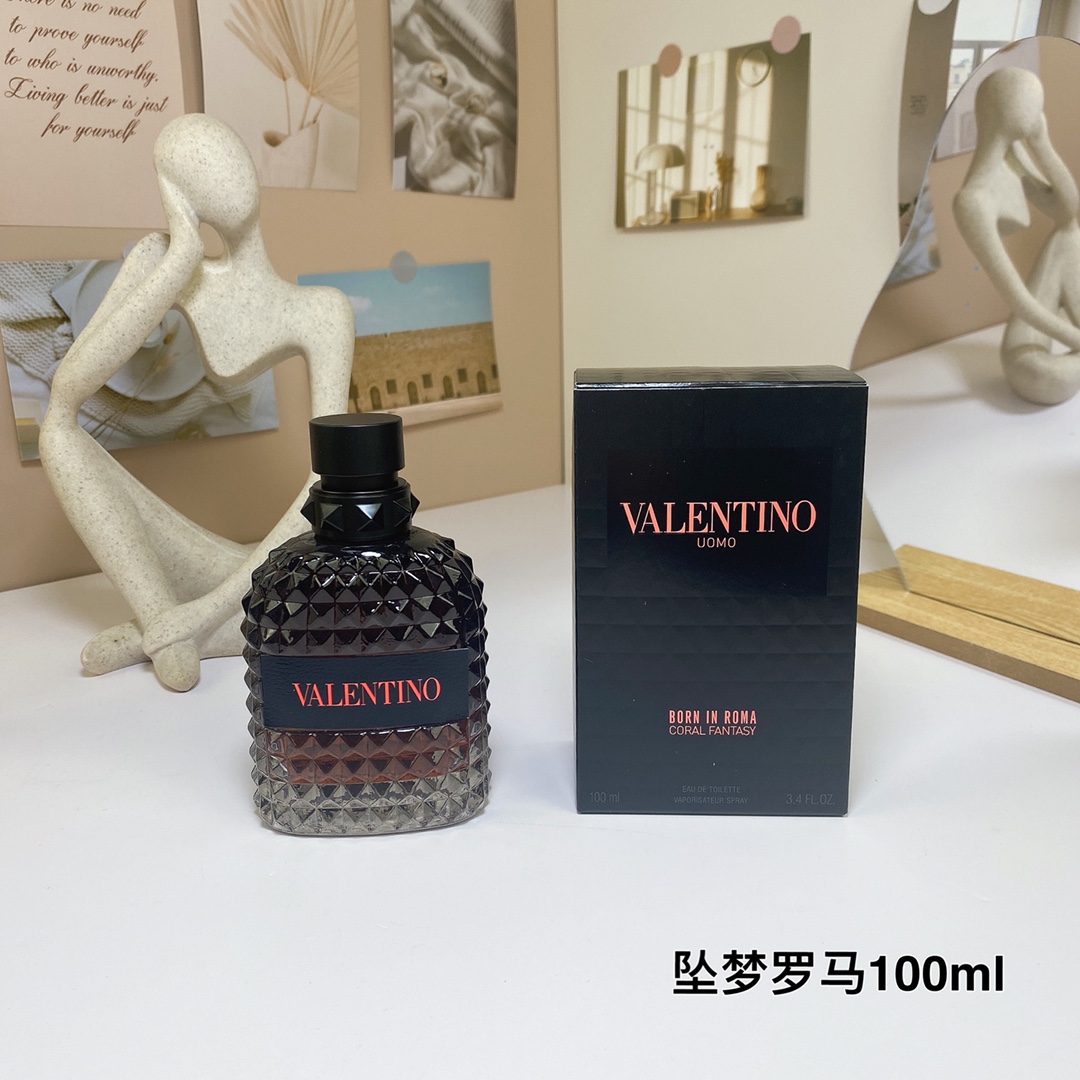 There is no need
to prove yourself
to who is unworthy.
Living better is just
for yourself
VALENTINO
UOMO
VALENTINO
BORN IN ROMA
CORAL FANTASY
EAU DE TOILETTE
100 ml VAPORISATEUR SPRAY 3.4 FL.OZ
坠梦罗马100ml